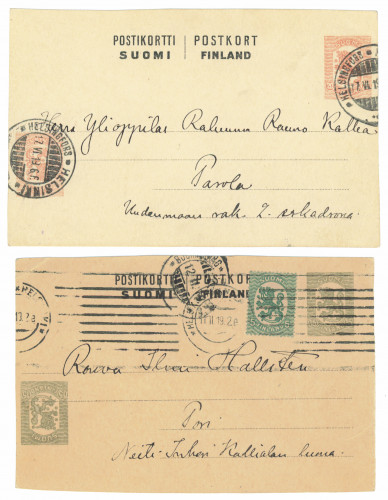 POSTIKORTTI | POSTKORT
SUOMI | FINLAND
HELSINGFORS
HELSINKI
HELSINGFORS
Herra Ylioppilas Rauno Kallia
Parola
Uudenmaan rak. 2. eskadroona.
POSTIKORTTI POSTKORT
SUOMI FINLAND
Rouva Ilma Hallsten
Pori
Neiti Inkeri Kallialan luona.